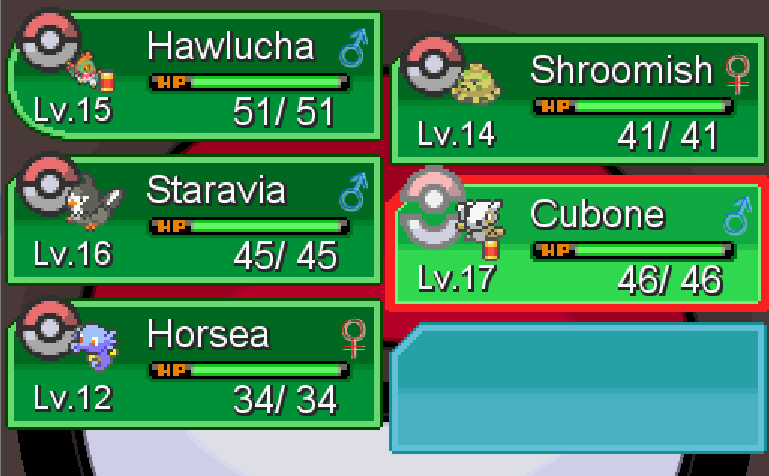 Hawlucha ♂
HP
Lv.15 51/ 51
Shroomish ♀
HP
Lv.14 41/ 41
Staravia ♂
HP
Lv.16 45/ 45
Cubone ♂
HP
Lv.17 46/ 46
Horsea ♀
HP
Lv.12 34/ 34